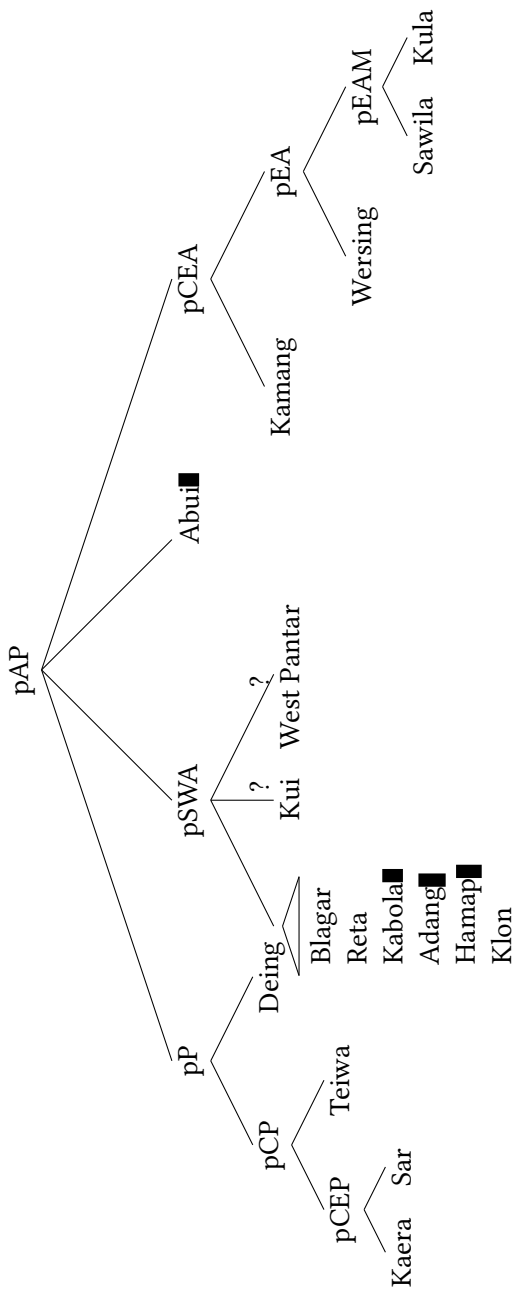 pAP
pP
pSWA
Abui
pCEA
pCP
Deing
Kui
?
West Pantar
?
Kamang
pEA
pCEP
Teiwa
Blagar
Reta
Kabola
Adang
Hamap
Klon
Wersing
pEAM
Kaera
Sar
Sawila
Kula